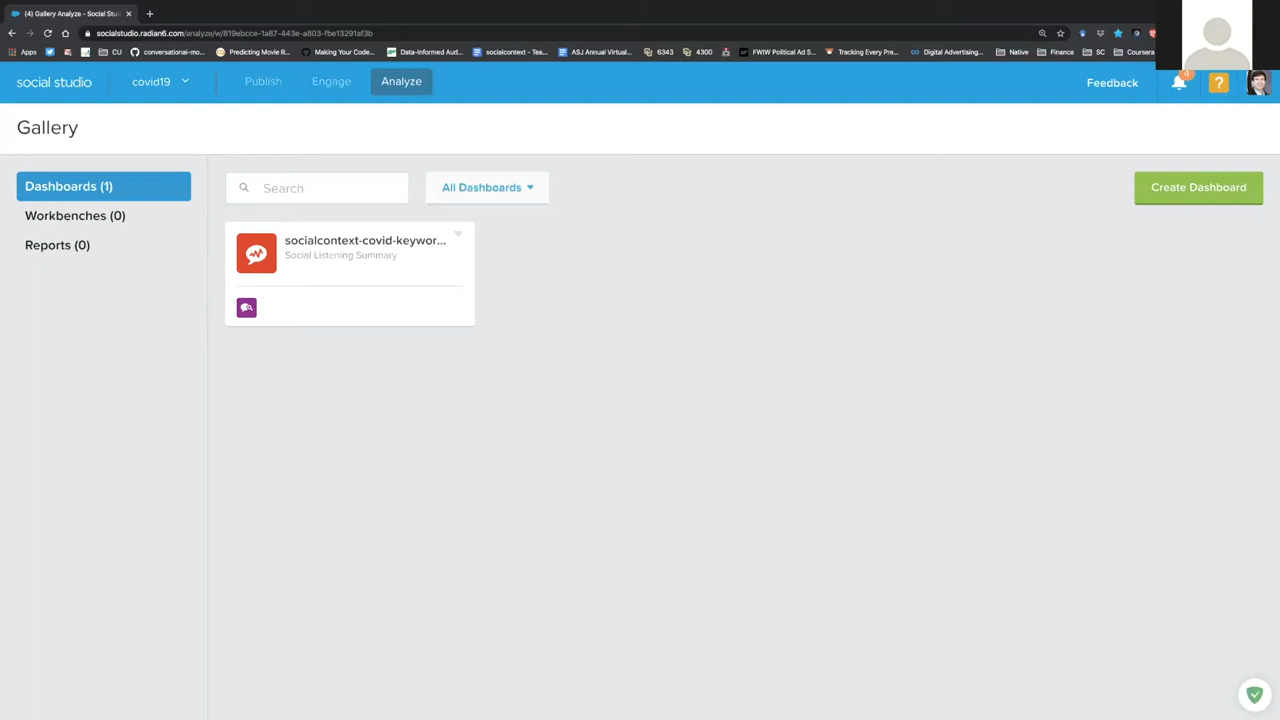 (4) Gallery Analyze - Social Stu
socialstudio.radian6.com/analyze/w/819ebcce-1a87-443e-a803-fbe13291af3b
Apps CU conversational-mo... Predicting Movie R... Making Your Code... Data-Informed Aud... socialcontext - Tea... ASJ Annual Virtual... 6343 4300 FWIW Political Ad S... Tracking Every Pre... Digital Advertising... Native Finance SC Coursera
social studio covid19 Publish Engage Analyze Feedback 4 ?
Gallery
Dashboards (1)
Workbenches (0)
Reports (0)
Search
All Dashboards
Create Dashboard
socialcontext-covid-keywor...
Social Listening Summary